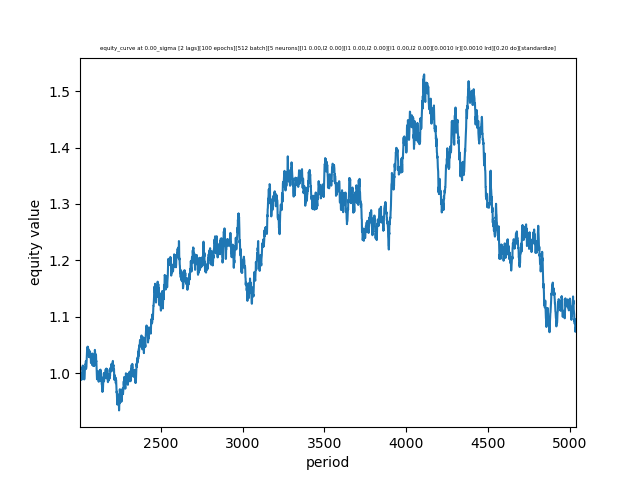 equity_curve at 0.00_sigma [2 lags][100 epochs][512 batch][5 neurons][l1 0.00,l2 0.00][l1 0.00,l2 0.00][l1 0.00,l2 0.00][0.0010 lr][0.0010 lrd][0.20 do][standardize]
1.5
1.4
1.3
1.2
1.1
1.0
equity value
2500 3000 3500 4000 4500 5000
period